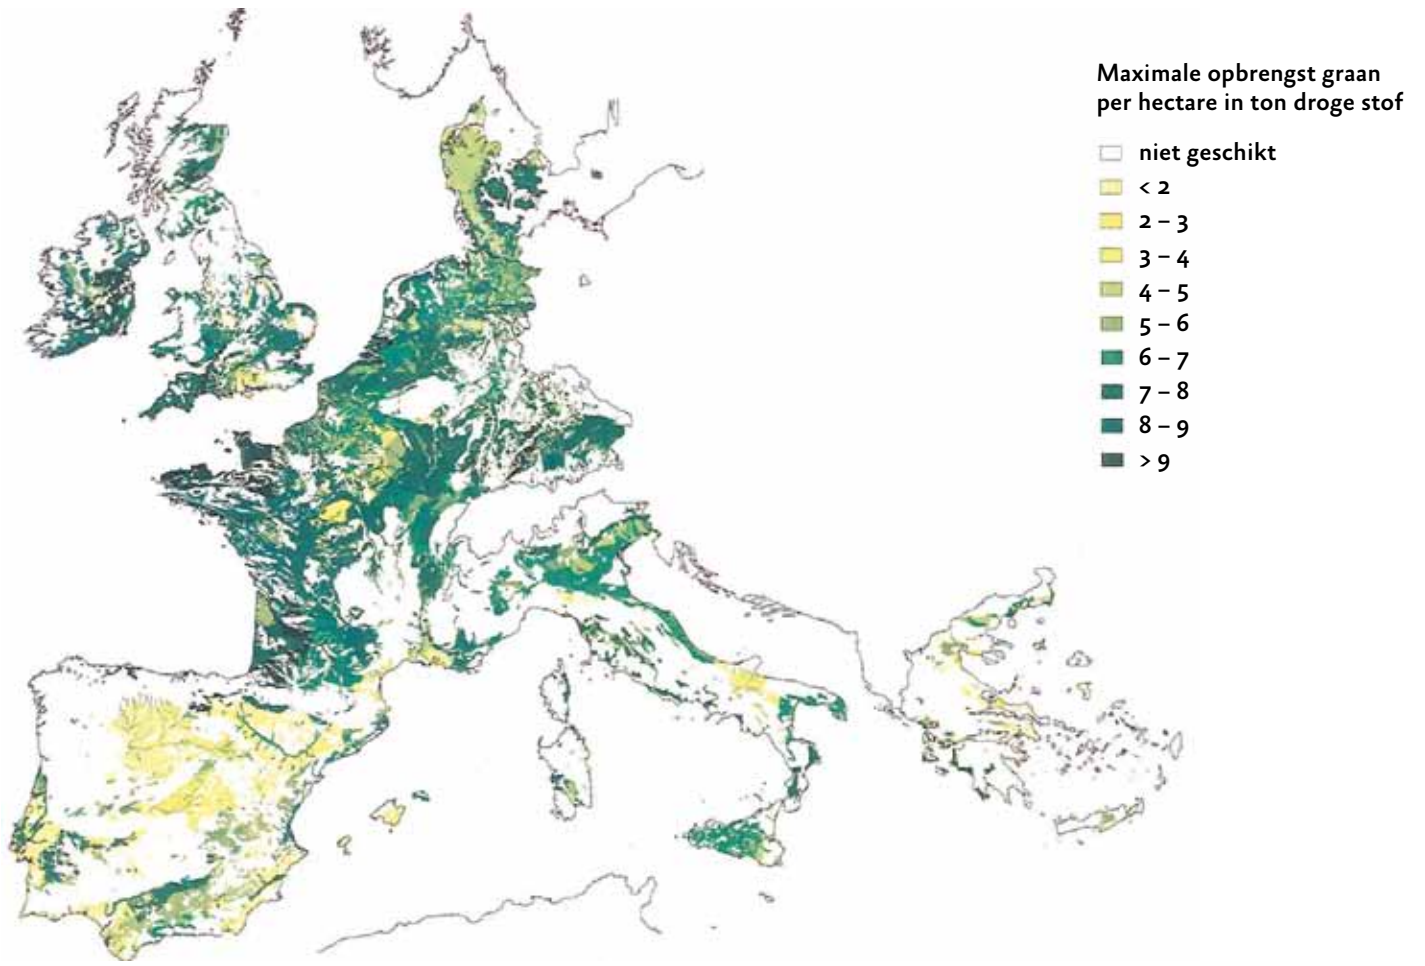 Maximale opbrengst graan
per hectare in ton droge stof
niet geschikt
< 2
2 – 3
3 – 4
4 – 5
5 – 6
6 – 7
7 – 8
8 – 9
> 9